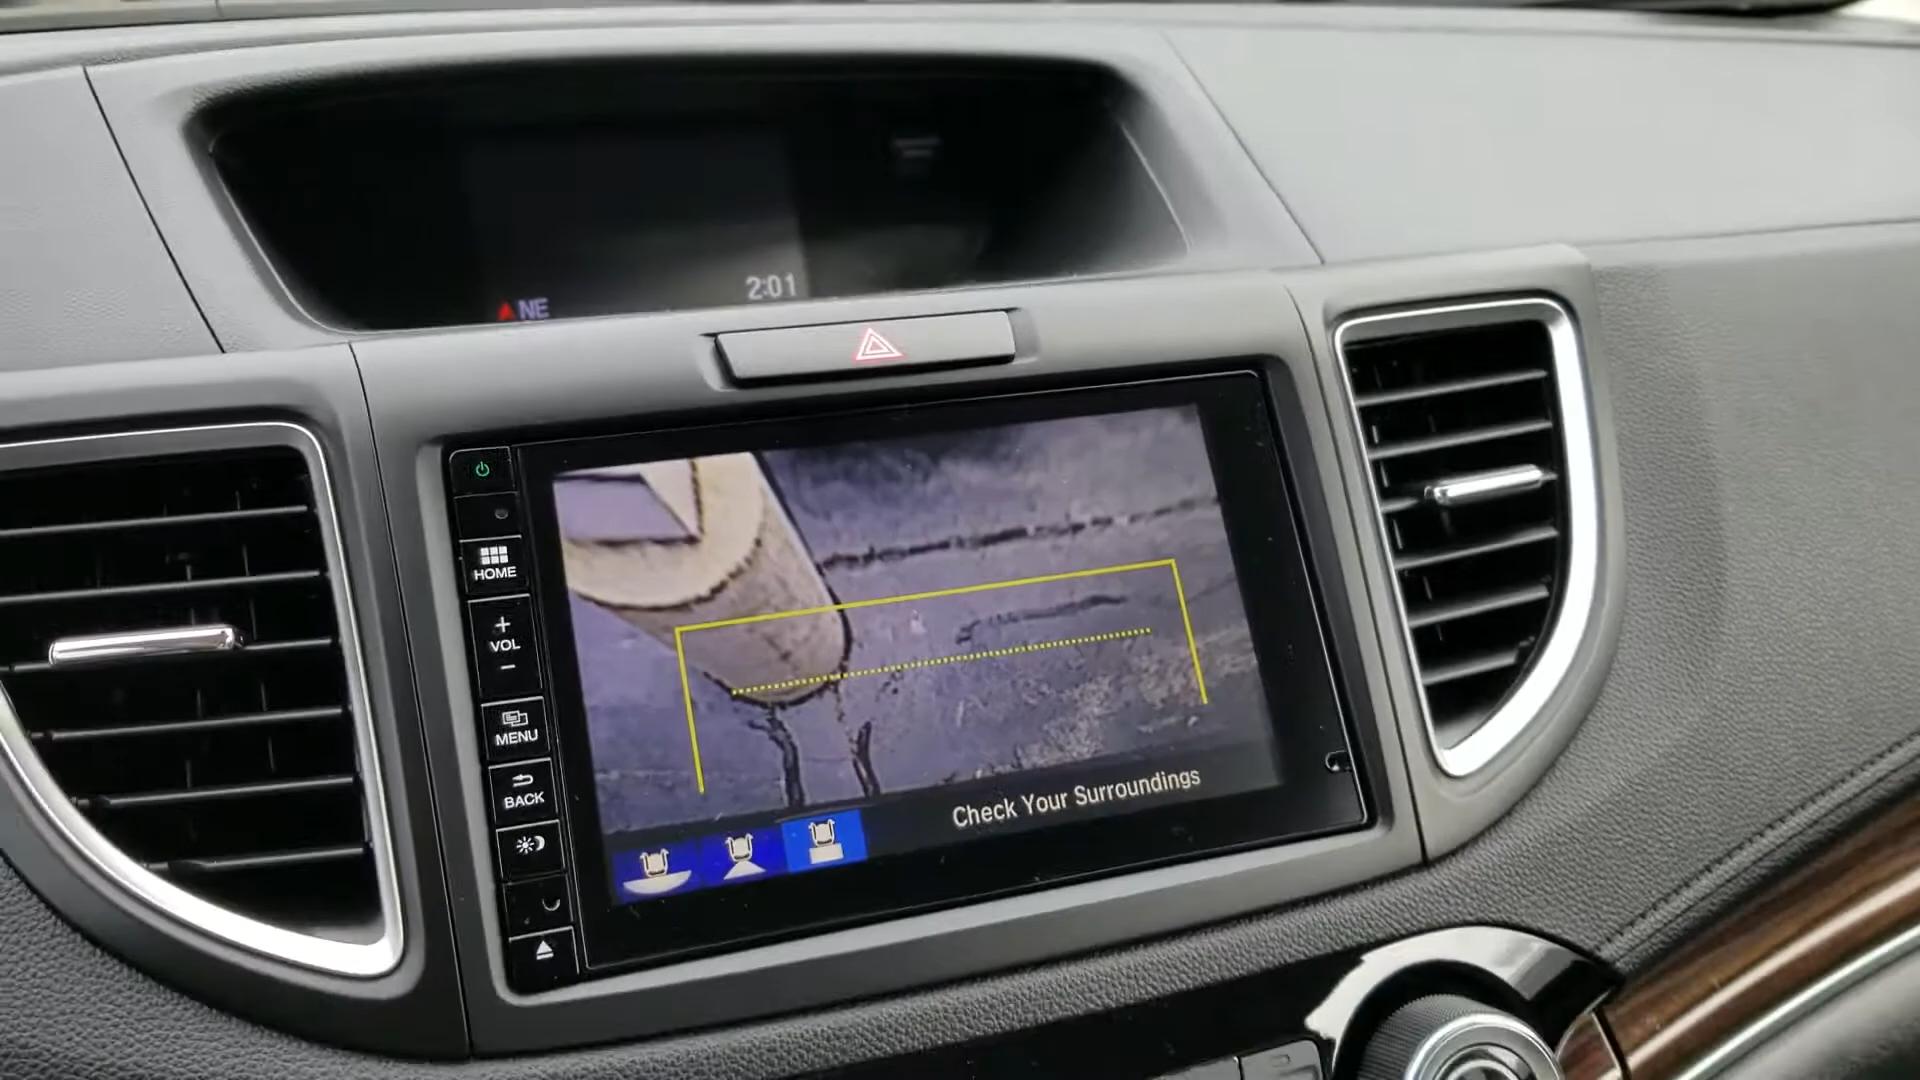 2:01
NE
HOME
+
VOL
−
MENU
BACK
Check Your Surroundings